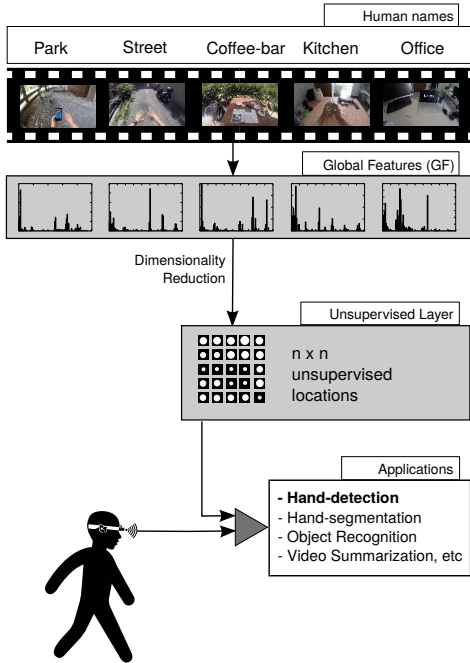 Human names
Park Street Coffee-bar Kitchen Office
Global Features (GF)
Dimensionality
Reduction
Unsupervised Layer
n x n
unsupervised
locations
Applications
- Hand-detection
- Hand-segmentation
- Object Recognition
- Video Summarization, etc